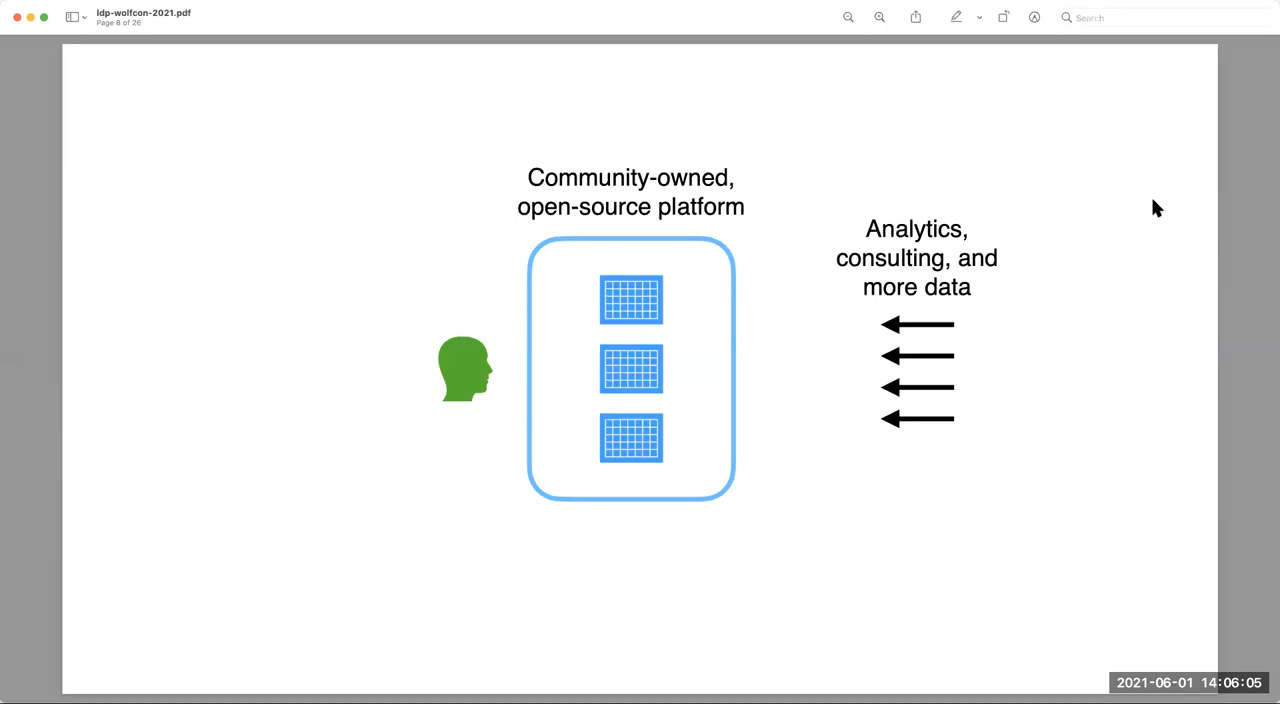 ldp-wolfcon-2021.pdf
Page 8 of 26
Search
Community-owned,
open-source platform
Analytics,
consulting, and
more data
2021-06-01 14:06:05